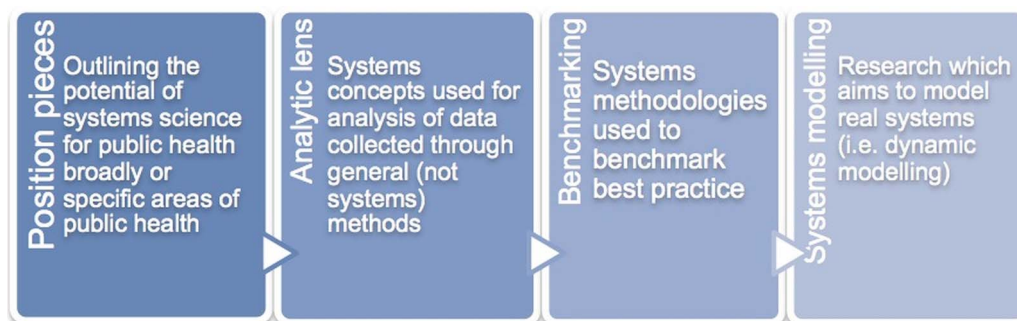 Position pieces
Outlining the
potential of
systems science
for public health
broadly or
specific areas of
public health
Analytic lens
Systems
concepts used for
analysis of data
collected through
general (not
systems)
methods
Benchmarking
Systems
methodologies
used to
benchmark
best practice
Systems modelling
Research which
aims to model
real systems
(i.e. dynamic
modelling)